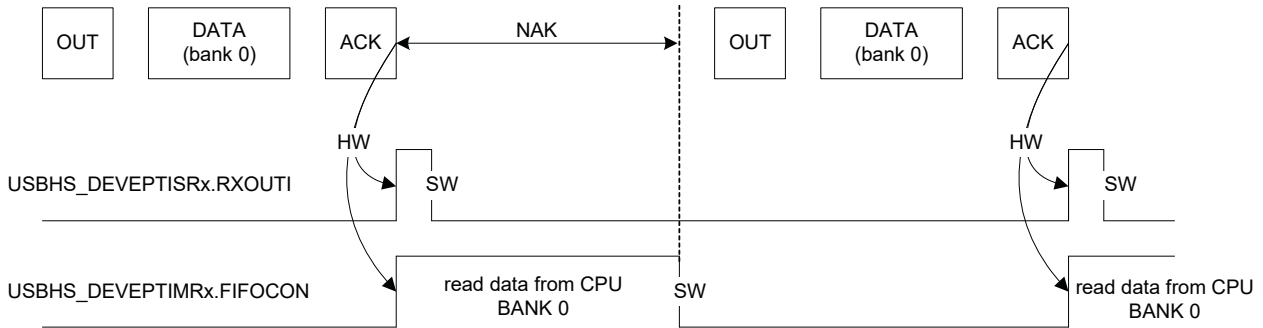 OUT
DATA
(bank 0)
ACK
NAK
OUT
DATA
(bank 0)
ACK
HW
HW
USBHS_DEVEPTISRx.RXOUTI
SW
SW
USBHS_DEVEPTIMRx.FIFOCON
read data from CPU
BANK 0
SW
read data from CPU
BANK 0